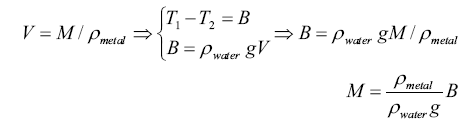 V = M / ρ_metal ⇒ { T₁ − T₂ = B
B = ρ_water gV ⇒ B = ρ_water gM / ρ_metal
M = ρ_metal / ρ_water g B